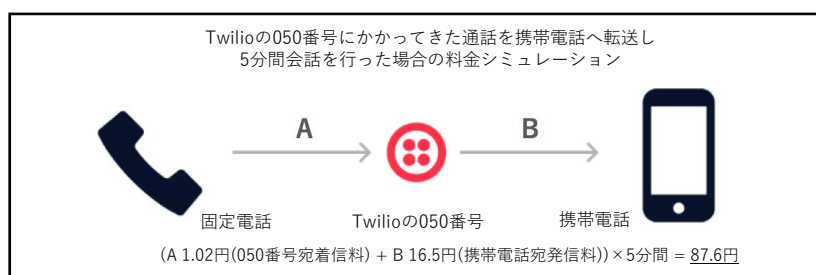 Twilioの050番号にかかってきた通話を携帯電話へ転送し
5分間会話を行った場合の料金シミュレーション
A
B
固定電話
Twilioの050番号
携帯電話
(A 1.02円(050番号宛着信料) + B 16.5円(携帯電話宛発信料))×5分間 = 87.6円